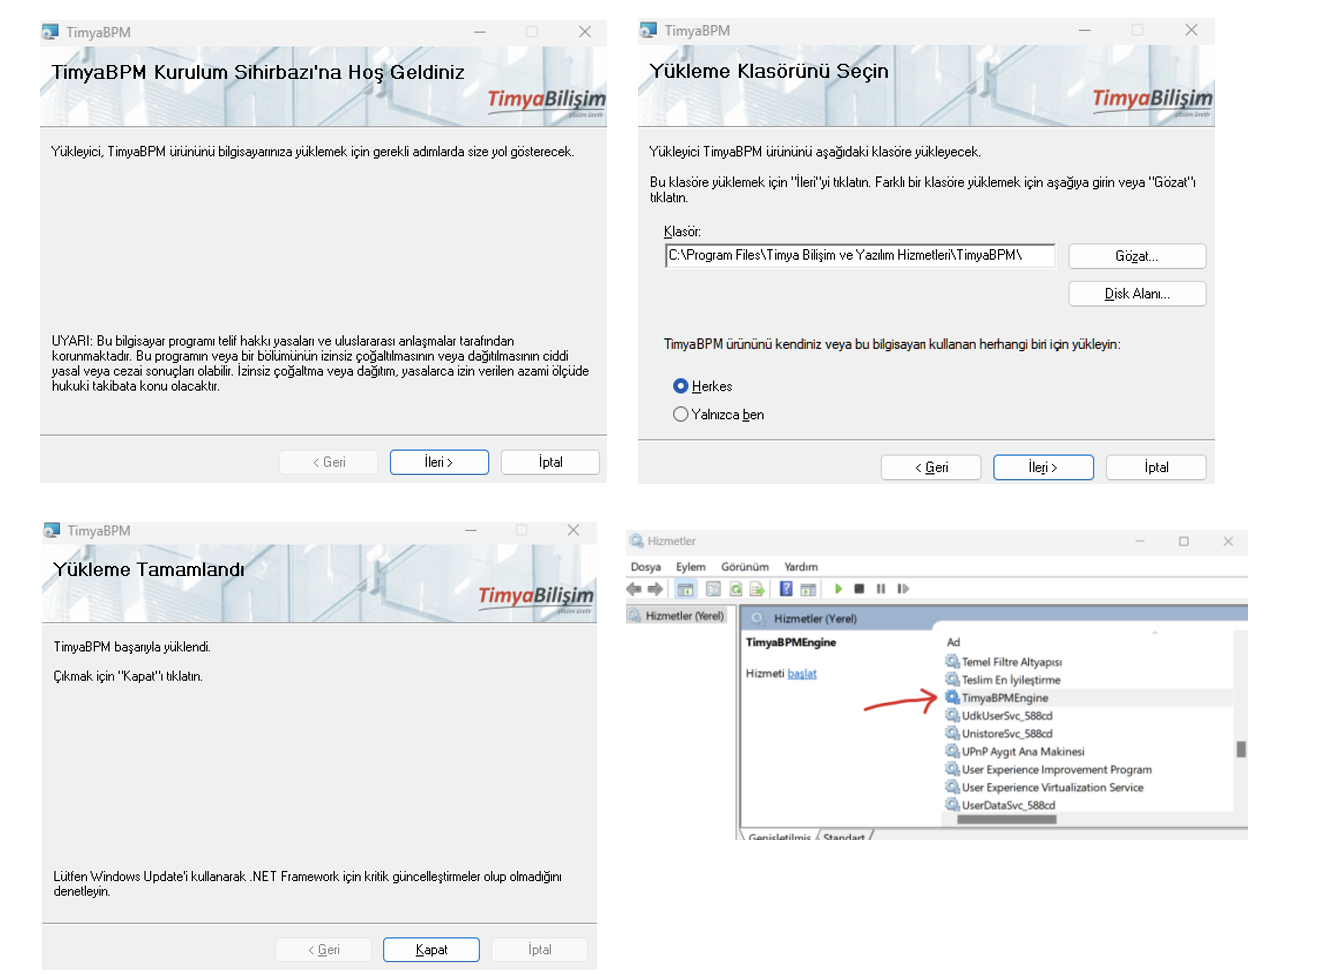 TimyaBPM
TimyaBPM Kurulum Sihirbazı'na Hoş Geldiniz
TimyaBilişim
çözüm üretir
Yükleyici, TimyaBPM ürününü bilgisayarınıza yüklemek için gerekli adımlarda size yol gösterecek.
UYARI: Bu bilgisayar programı telif hakkı yasaları ve uluslararası anlaşmalar tarafından
korunmaktadır. Bu programın veya bir bölümünün izinsiz çoğaltılmasının veya dağıtılmasının ciddi
yasal veya cezai sonuçları olabilir. İzinsiz çoğaltma veya dağıtım, yasalarca izin verilen azami ölçüde
hukuki takibata konu olacaktır.
< Geri
İleri >
İptal
TimyaBPM
Yükleme Klasörünü Seçin
TimyaBilişim
çözüm üretir
Yükleyici TimyaBPM ürününü aşağıdaki klasöre yükleyecek.
Bu klasöre yüklemek için "İleri"yi tıklatın. Farklı bir klasöre yüklemek için aşağıya girin veya "Gözat"ı
tıklatın.
Klasör:
C:\Program Files\Timya Bilişim ve Yazılım Hizmetleri\TimyaBPM\
Gözat...
Disk Alanı...
TimyaBPM ürününü kendiniz veya bu bilgisayarı kullanan herhangi biri için yükleyin:
Herkes
Yalnızca ben
< Geri
İleri >
İptal
TimyaBPM
Yükleme Tamamlandı
TimyaBilişim
çözüm üretir
TimyaBPM başarıyla yüklendi.
Çıkmak için "Kapat"ı tıklatın.
Lütfen Windows Update'i kullanarak .NET Framework için kritik güncelleştirmeler olup olmadığını
denetleyin.
< Geri
Kapat
İptal
Hizmetler
Dosya Eylem Görünüm Yardım
Hizmetler (Yerel)
Hizmetler (Yerel)
TimyaBPMEngine
Hizmeti başlat
Ad
Temel Filtre Altyapısı
Teslim En İyileştirme
TimyaBPMEngine
UdkUserSvc_588cd
UnistoreSvc_588cd
UPnP Aygıt Ana Makinesi
User Experience Improvement Program
User Experience Virtualization Service
UserDataSvc_588cd
Genişletilmiş Standart